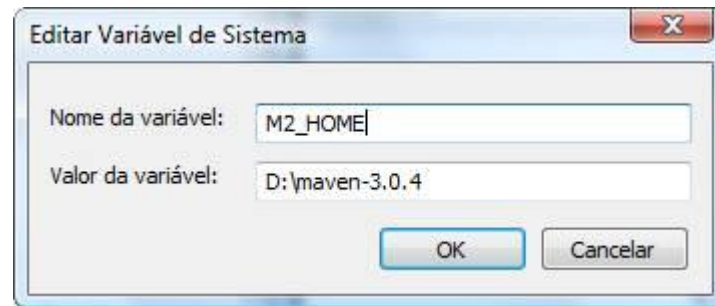 Editar Variável de Sistema
Nome da variável: M2_HOME
Valor da variável: D:\maven-3.0.4
OK Cancelar